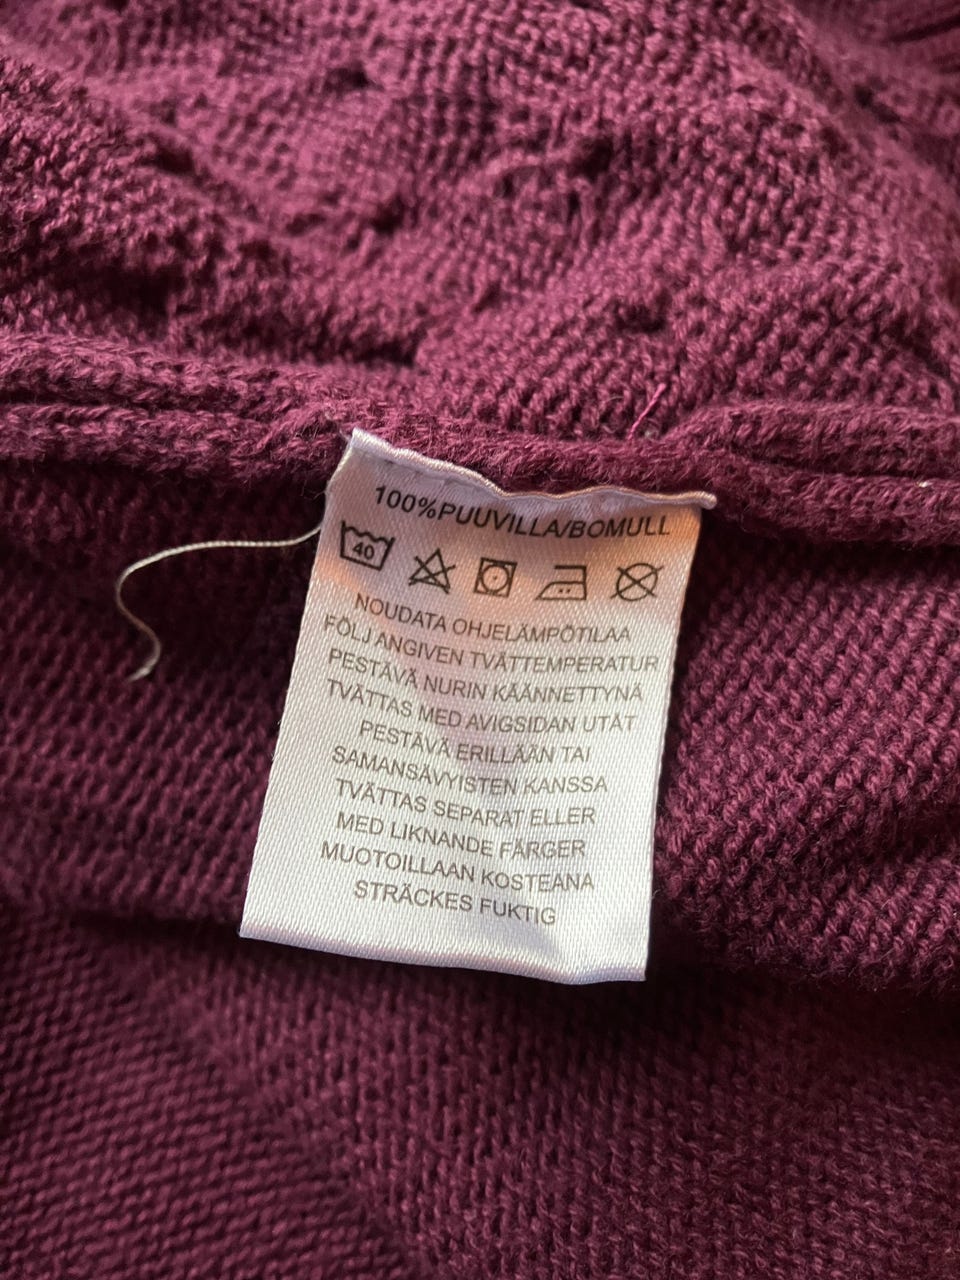 100%PUUVILLA/BOMULL
40
NOUDATA OHJELÄMPÖTILAA
FÖLJ ANGIVEN TVÄTTEMPERATUR
PESTÄVÄ NURIN KÄÄNNETTYNÄ
TVÄTTAS MED AVIGSIDAN UTÅT
PESTÄVÄ ERILLÄÄN TAI
SAMANSÄVYISTEN KANSSA
TVÄTTAS SEPARAT ELLER
MED LIKNANDE FÄRGER
MUOTOILLAAN KOSTEANA
STRÄCKES FUKTIG